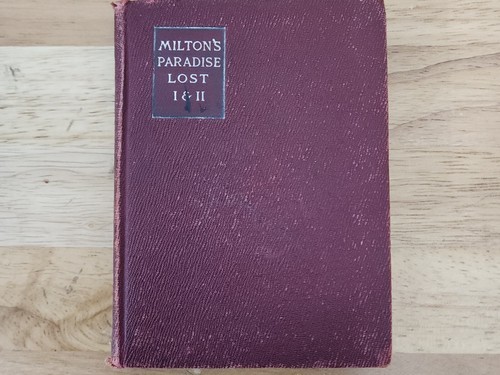 MILTON'S
PARADISE
LOST
I & II